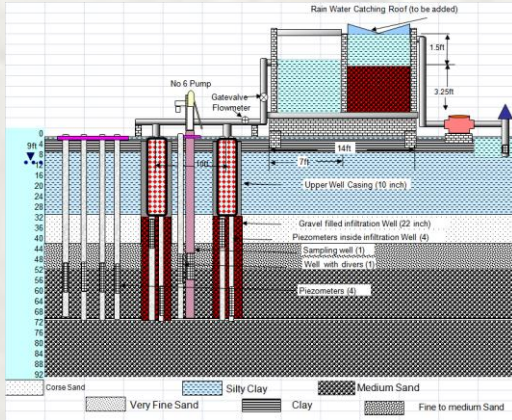 Rain Water Catching Roof (to be added)
1.5ft
No 6 Pump
Gatevalve
Flowmeter
3.25ft
14ft
7ft
10ft
9ft
0
4
12
16
20
24
28
32
36
40
44
48
52
56
60
64
68
72
76
80
84
88
92
Upper Well Casing (10 inch)
Gravel filled infiltration Well (22 inch)
Piezometers inside infiltration Well (4)
Sampling well (1)
Well with divers (1)
Piezometers (4)
Corse Sand
Silty Clay
Medium Sand
Very Fine Sand
Clay
Fine to medium Sand